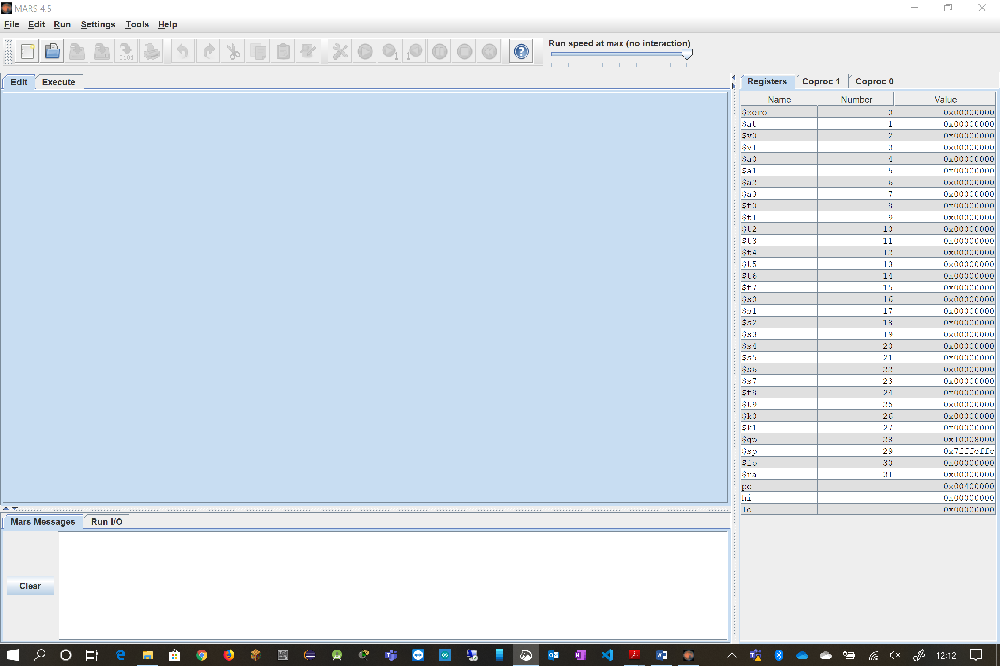 MARS 4.5
File Edit Run Settings Tools Help
0101
1
1
Run speed at max (no interaction)
Edit Execute
Registers Coproc 1 Coproc 0
Name Number Value
$zero 0 0x00000000
$at 1 0x00000000
$v0 2 0x00000000
$v1 3 0x00000000
$a0 4 0x00000000
$a1 5 0x00000000
$a2 6 0x00000000
$a3 7 0x00000000
$t0 8 0x00000000
$t1 9 0x00000000
$t2 10 0x00000000
$t3 11 0x00000000
$t4 12 0x00000000
$t5 13 0x00000000
$t6 14 0x00000000
$t7 15 0x00000000
$s0 16 0x00000000
$s1 17 0x00000000
$s2 18 0x00000000
$s3 19 0x00000000
$s4 20 0x00000000
$s5 21 0x00000000
$s6 22 0x00000000
$s7 23 0x00000000
$t8 24 0x00000000
$t9 25 0x00000000
$k0 26 0x00000000
$k1 27 0x00000000
$gp 28 0x10008000
$sp 29 0x7fffeffc
$fp 30 0x00000000
$ra 31 0x00000000
pc 0x00400000
hi 0x00000000
lo 0x00000000
Mars Messages Run I/O
Clear
12:12